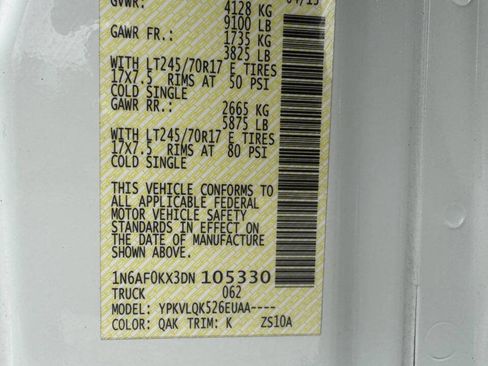 GVWR: 4128 KG
9100 LB
GAWR FR.: 1735 KG
3825 LB
WITH LT245/70R17 E TIRES
17X7.5 RIMS AT 50 PSI
COLD SINGLE
GAWR RR.: 2665 KG
5875 LB
WITH LT245/70R17 E TIRES
17X7.5 RIMS AT 80 PSI
COLD SINGLE
THIS VEHICLE CONFORMS TO
ALL APPLICABLE FEDERAL
MOTOR VEHICLE SAFETY
STANDARDS IN EFFECT ON
THE DATE OF MANUFACTURE
SHOWN ABOVE.
1N6AF0KX3DN 105330
TRUCK 062
MODEL: YPKVLQK526EUAA----
COLOR: QAK TRIM: K ZS10A